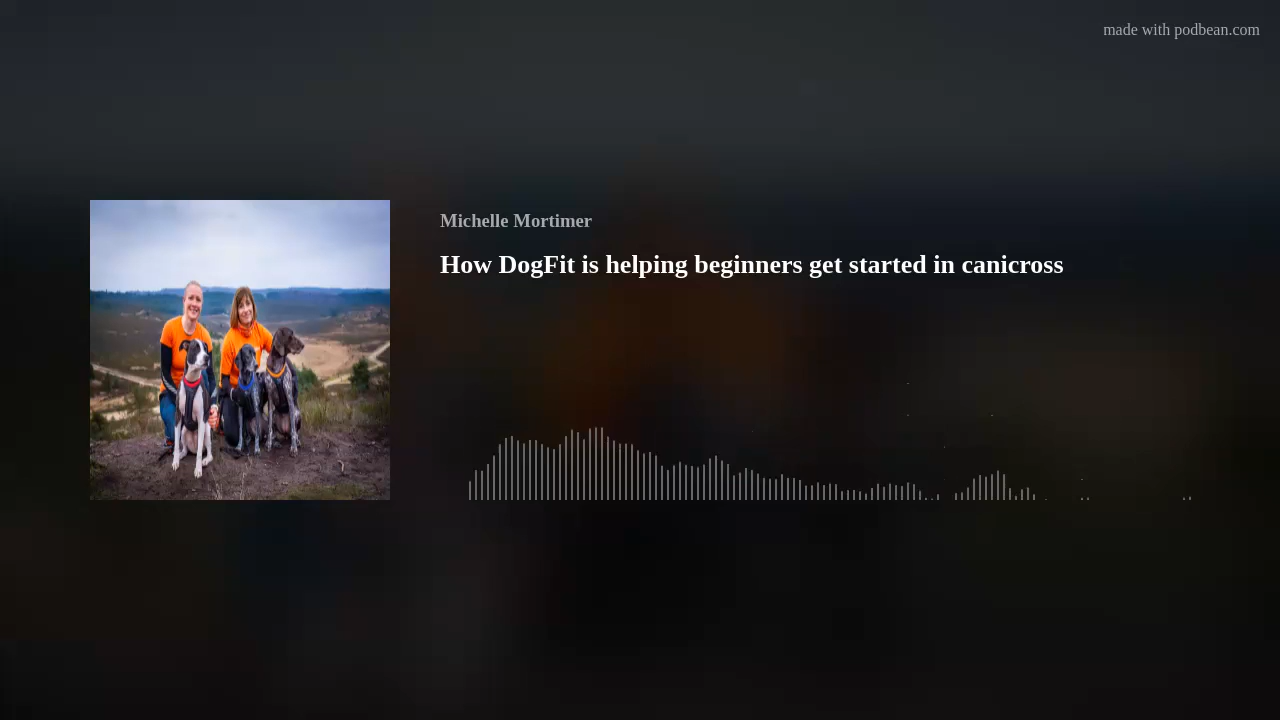 made with podbean.com
Michelle Mortimer
How DogFit is helping beginners get started in canicross